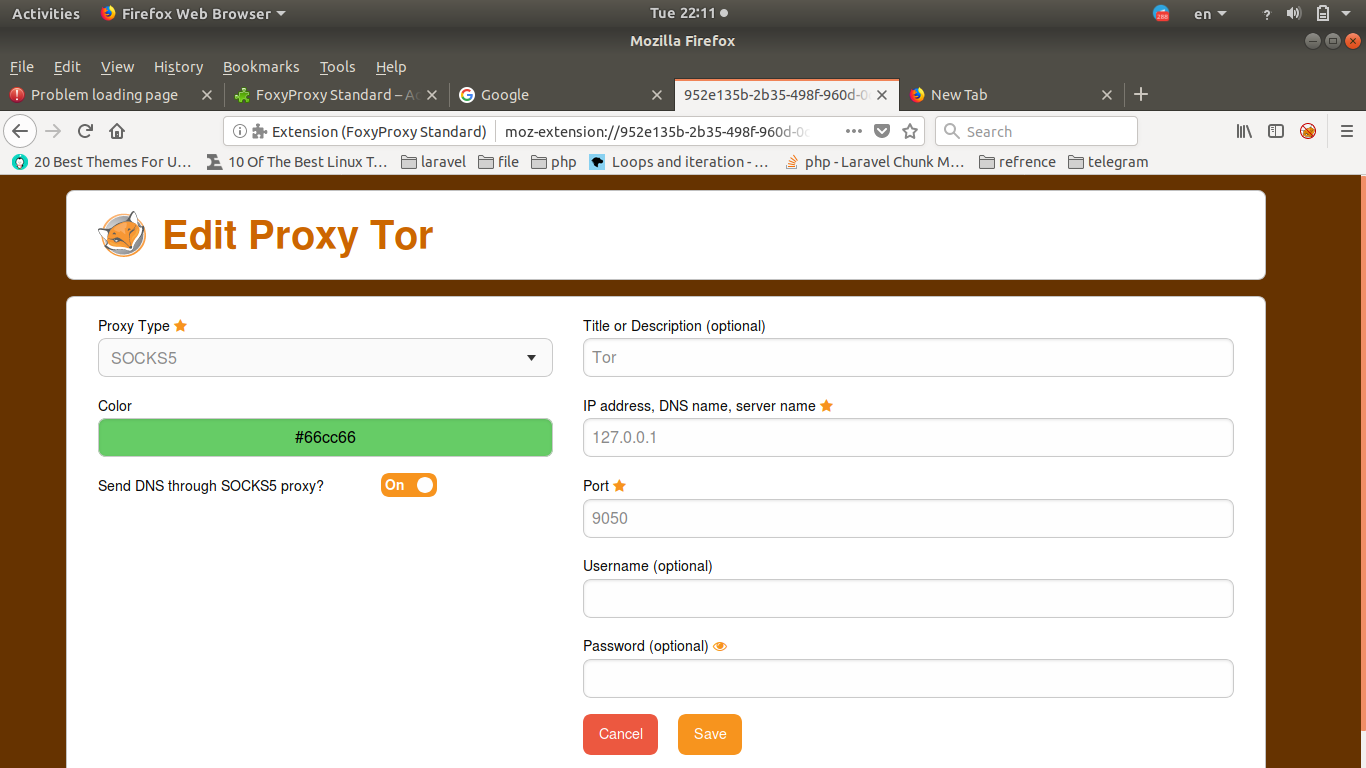 Activities Firefox Web Browser Tue 22:11 288 en ?
Mozilla Firefox
File Edit View History Bookmarks Tools Help
Problem loading page FoxyProxy Standard – Ad Google 952e135b-2b35-498f-960d-0 New Tab
Extension (FoxyProxy Standard) moz-extension://952e135b-2b35-498f-960d-0 Search
20 Best Themes For U… 10 Of The Best Linux T… laravel file php Loops and iteration - … php - Laravel Chunk M… refrence telegram
Edit Proxy Tor
Proxy Type
SOCKS5
Color
#66cc66
Send DNS through SOCKS5 proxy? On
Title or Description (optional)
Tor
IP address, DNS name, server name
127.0.0.1
Port
9050
Username (optional)
Password (optional)
Cancel Save